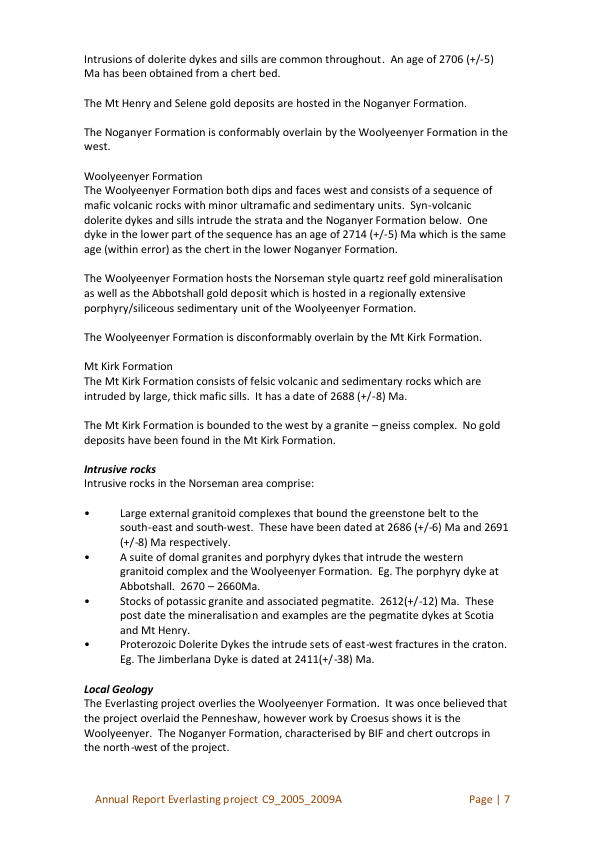 Intrusions of dolerite dykes and sills are common throughout.  An age of 2706 (+/-5)
Ma has been obtained from a chert bed.
The Mt Henry and Selene gold deposits are hosted in the Noganyer Formation.
The Noganyer Formation is conformably overlain by the Woolyeenyer Formation in the
west.
Woolyeenyer Formation
The Woolyeenyer Formation both dips and faces west and consists of a sequence of
mafic volcanic rocks with minor ultramafic and sedimentary units.  Syn-volcanic
dolerite dykes and sills intrude the strata and the Noganyer Formation below.  One
dyke in the lower part of the sequence has an age of 2714 (+/-5) Ma which is the same
age (within error) as the chert in the lower Noganyer Formation.
The Woolyeenyer Formation hosts the Norseman style quartz reef gold mineralisation
as well as the Abbotshall gold deposit which is hosted in a regionally extensive
porphyry/siliceous sedimentary unit of the Woolyeenyer Formation.
The Woolyeenyer Formation is disconformably overlain by the Mt Kirk Formation.
Mt Kirk Formation
The Mt Kirk Formation consists of felsic volcanic and sedimentary rocks which are
intruded by large, thick mafic sills.  It has a date of 2688 (+/-8) Ma.
The Mt Kirk Formation is bounded to the west by a granite – gneiss complex.  No gold
deposits have been found in the Mt Kirk Formation.
Intrusive rocks
Intrusive rocks in the Norseman area comprise:
• Large external granitoid complexes that bound the greenstone belt to the
south-east and south-west.  These have been dated at 2686 (+/-6) Ma and 2691
(+/-8) Ma respectively.
• A suite of domal granites and porphyry dykes that intrude the western
granitoid complex and the Woolyeenyer Formation.  Eg. The porphyry dyke at
Abbotshall.  2670 – 2660Ma.
• Stocks of potassic granite and associated pegmatite.  2612(+/-12) Ma.  These
post date the mineralisation and examples are the pegmatite dykes at Scotia
and Mt Henry.
• Proterozoic Dolerite Dykes the intrude sets of east-west fractures in the craton.
Eg. The Jimberlana Dyke is dated at 2411(+/-38) Ma.
Local Geology
The Everlasting project overlies the Woolyeenyer Formation.  It was once believed that
the project overlaid the Penneshaw, however work by Croesus shows it is the
Woolyeenyer.  The Noganyer Formation, characterised by BIF and chert outcrops in
the north-west of the project.
Annual Report Everlasting project C9_2005_2009A Page | 7